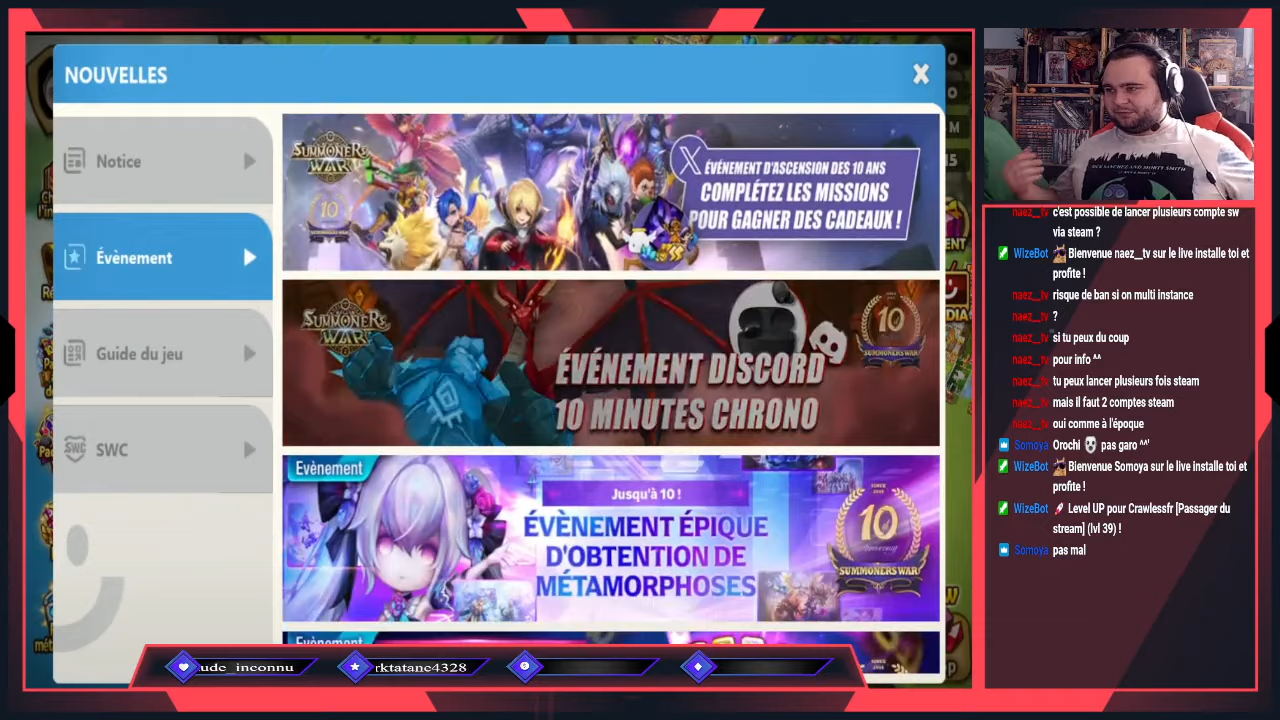 NOUVELLES
X
Notice
Évènement
Guide du jeu
SWC
SUMMONERS WAR
10
ÉVÉNEMENT D'ASCENSION DES 10 ANS
COMPLÉTEZ LES MISSIONS
POUR GAGNER DES CADEAUX !
SUMMONERS WAR
ÉVÉNEMENT DISCORD
10 MINUTES CHRONO
10
SUMMONERS WAR
Evènement
Jusqu'à 10 !
ÉVÈNEMENT ÉPIQUE
D'OBTENTION DE
MÉTAMORPHOSES
10
Anniversary
SUMMONERS WAR
Evènement
ude_inconnu
rktatane4328
naez__tv c'est possible de lancer plusieurs compte sw
via steam ?
WizeBot Bienvenue naez__tv sur le live installe toi et
profite !
naez__tv risque de ban si on multi instance
naez__tv ?
naez__tv si tu peux du coup
naez__tv pour info ^^
naez__tv tu peux lancer plusieurs fois steam
naez__tv mais il faut 2 comptes steam
naez__tv oui comme à l'époque
Somoya Orochi pas garo ^^'
WizeBot Bienvenue Somoya sur le live installe toi et
profite !
WizeBot Level UP pour Crawlessfr [Passager du
stream] (lvl 39) !
Somoya pas mal